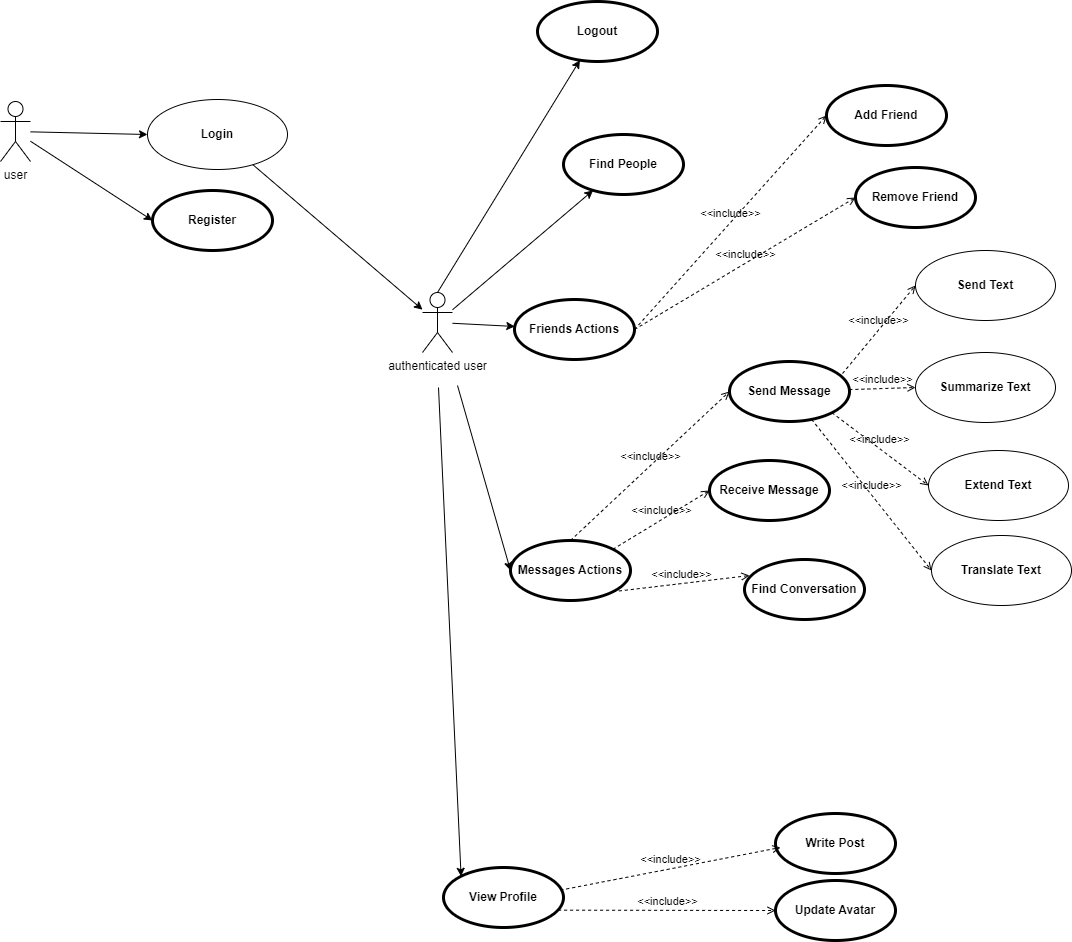 Logout
Add Friend
Login
user
Find People
Remove Friend
Register
<<include>>
<<include>>
Send Text
Friends Actions
<<include>>
authenticated user
Send Message
<<include>>
Summarize Text
<<include>>
<<include>>
Receive Message
<<include>>
Extend Text
<<include>>
Messages Actions
<<include>>
Find Conversation
Translate Text
Write Post
<<include>>
View Profile
<<include>>
Update Avatar